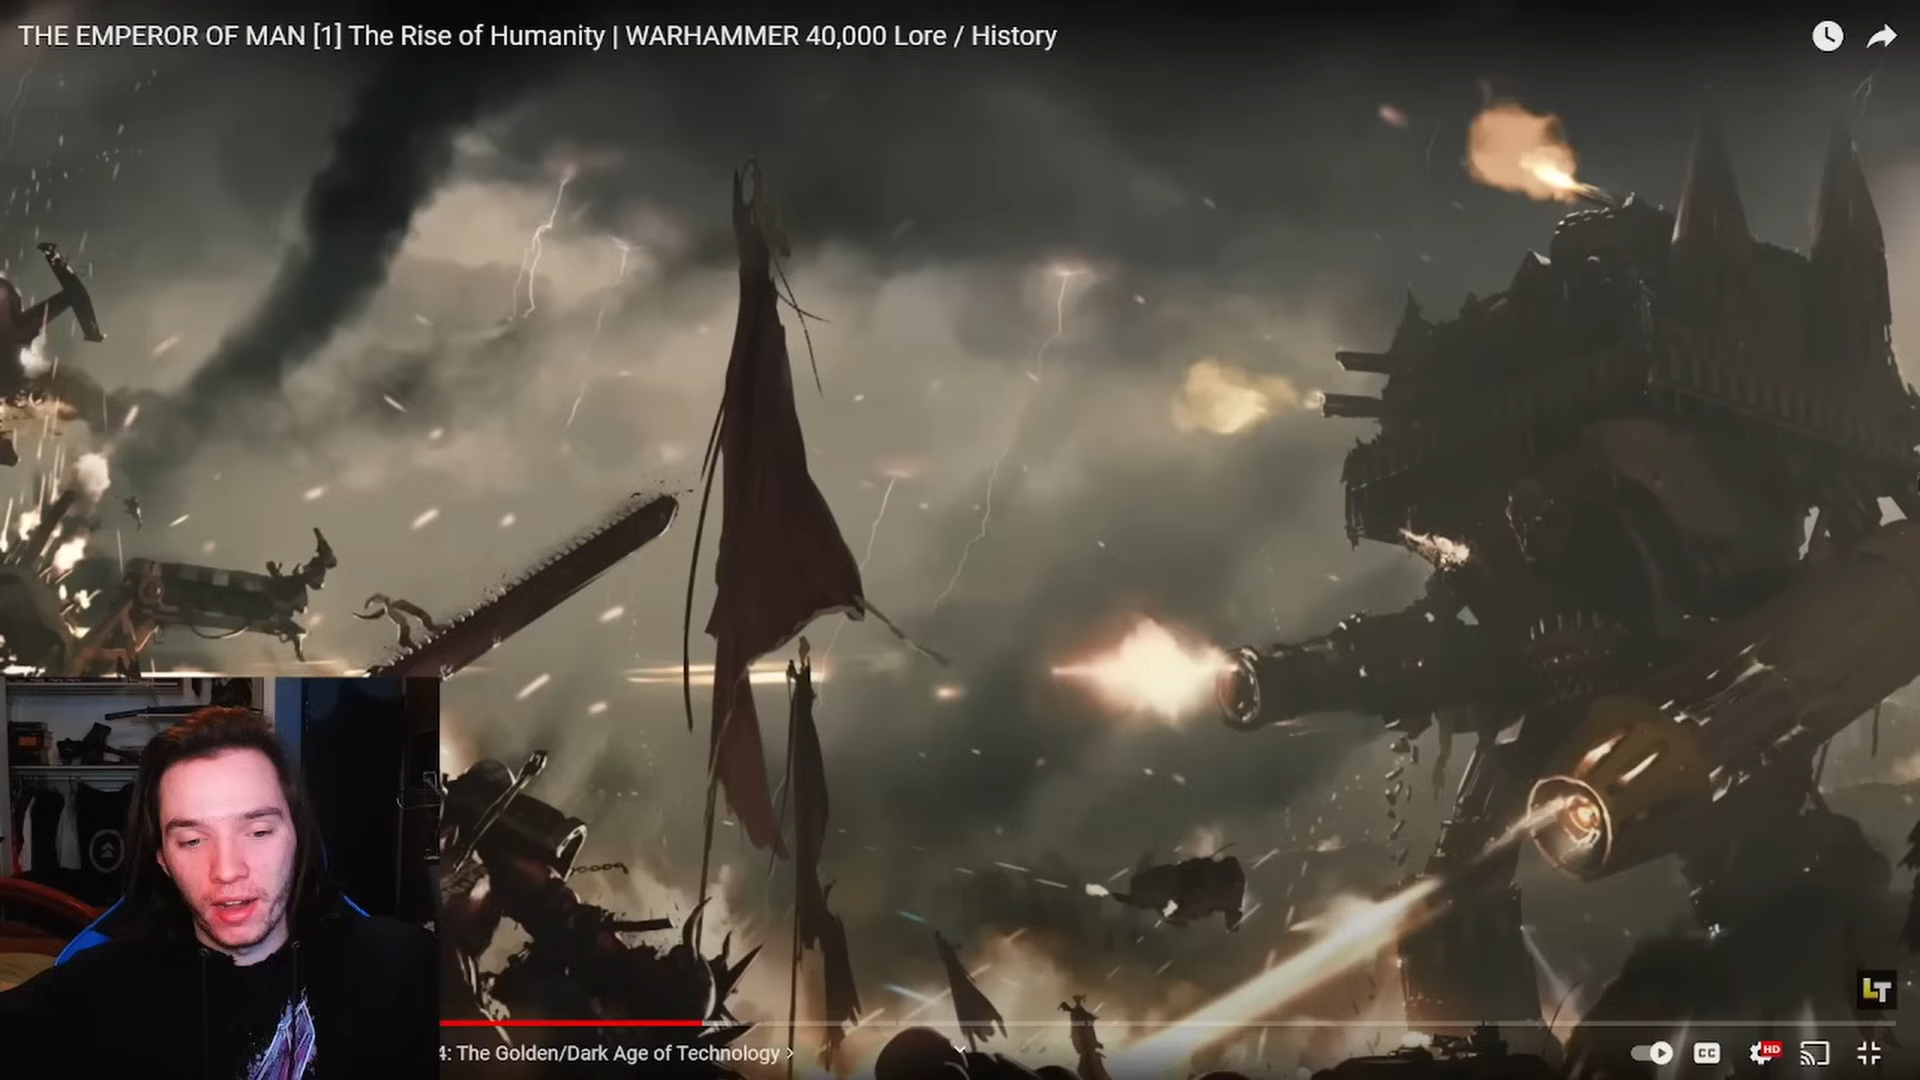 THE EMPEROR OF MAN [1] The Rise of Humanity | WARHAMMER 40,000 Lore / History
LT
4: The Golden/Dark Age of Technology >
CC
HD